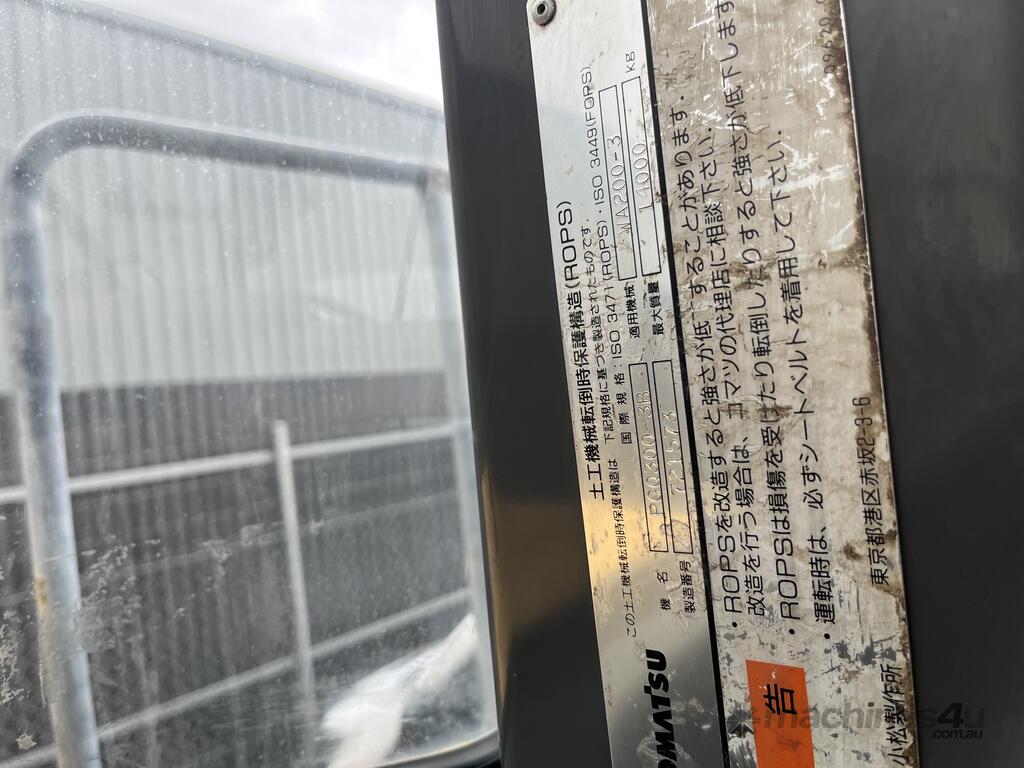 土工機械転倒時保護構造(ROPS)
この土工機械転倒時保護構造は 下記規格に基づき製造されたものです.
国際規格:ISO 3471(ROPS)・ISO 3449(FOPS)
機名
適用機械 WA200-3
製造番号 721573
最大質量 14000 kg
KOMATSU
告
・ROPSを改造すると強さが低下することがあります.
改造を行う場合は、コマツの代理店に相談下さい.
・ROPSは損傷を受けたり転倒したりすると強さが低下します
・運転時は、必ずシートベルトを着用して下さい.
小松製作所
東京都港区赤坂2-3-6
machines4u
.com.au